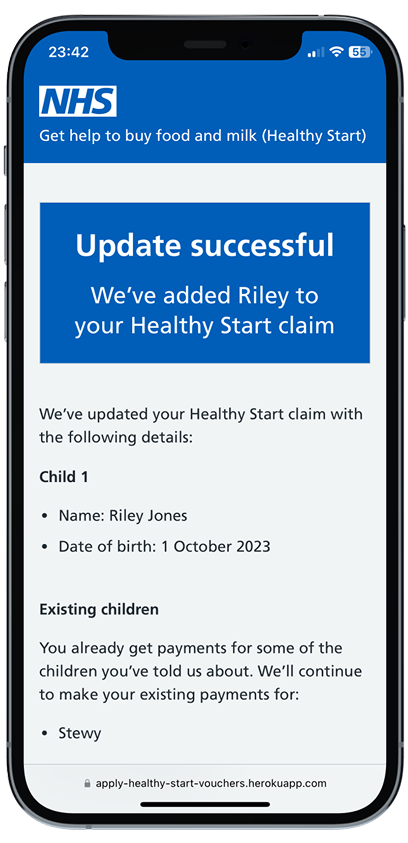 23:42
55
NHS
Get help to buy food and milk (Healthy Start)
Update successful
We’ve added Riley to
your Healthy Start claim
We’ve updated your Healthy Start claim with
the following details:
Child 1
• Name: Riley Jones
• Date of birth: 1 October 2023
Existing children
You already get payments for some of the
children you’ve told us about. We’ll continue
to make your existing payments for:
• Stewy
apply-healthy-start-vouchers.herokuapp.com